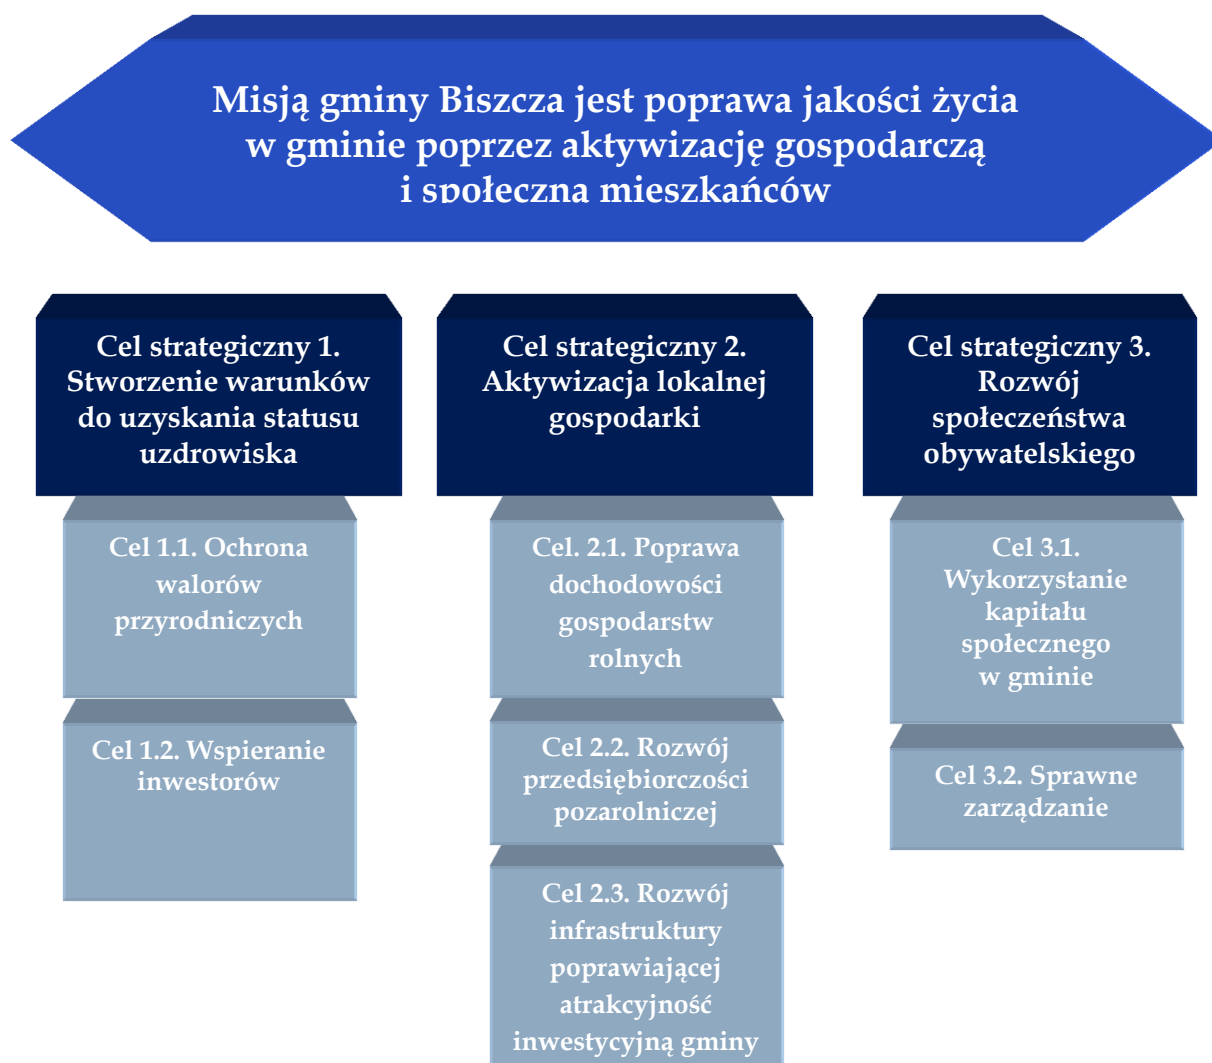 Misją gminy Biszcza jest poprawa jakości życia
w gminie poprzez aktywizację gospodarczą
i społeczna mieszkańców
Cel strategiczny 1.
Stworzenie warunków
do uzyskania statusu
uzdrowiska
Cel 1.1. Ochrona
walorów
przyrodniczych
Cel 1.2. Wspieranie
inwestorów
Cel strategiczny 2.
Aktywizacja lokalnej
gospodarki
Cel. 2.1. Poprawa
dochodowości
gospodarstw
rolnych
Cel 2.2. Rozwój
przedsiębiorczości
pozarolniczej
Cel 2.3. Rozwój
infrastruktury
poprawiającej
atrakcyjność
inwestycyjną gminy
Cel strategiczny 3.
Rozwój
społeczeństwa
obywatelskiego
Cel 3.1.
Wykorzystanie
kapitału
społecznego
w gminie
Cel 3.2. Sprawne
zarządzanie